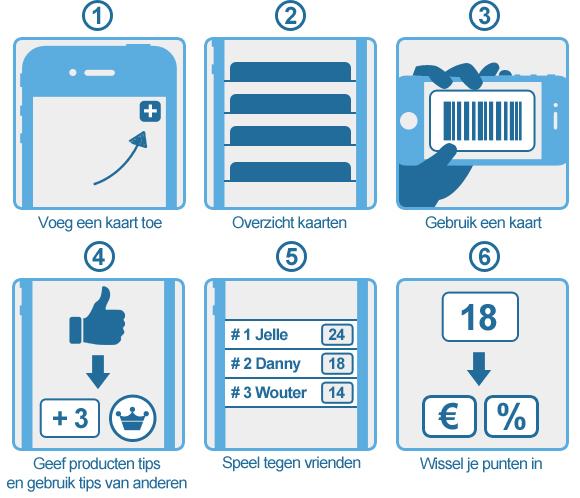 1
2
3
Voeg een kaart toe
Overzicht kaarten
Gebruik een kaart
4
5
6
+ 3
Geef producten tips
en gebruik tips van anderen
# 1 Jelle 24
# 2 Danny 18
# 3 Wouter 14
Speel tegen vrienden
18
€ %
Wissel je punten in